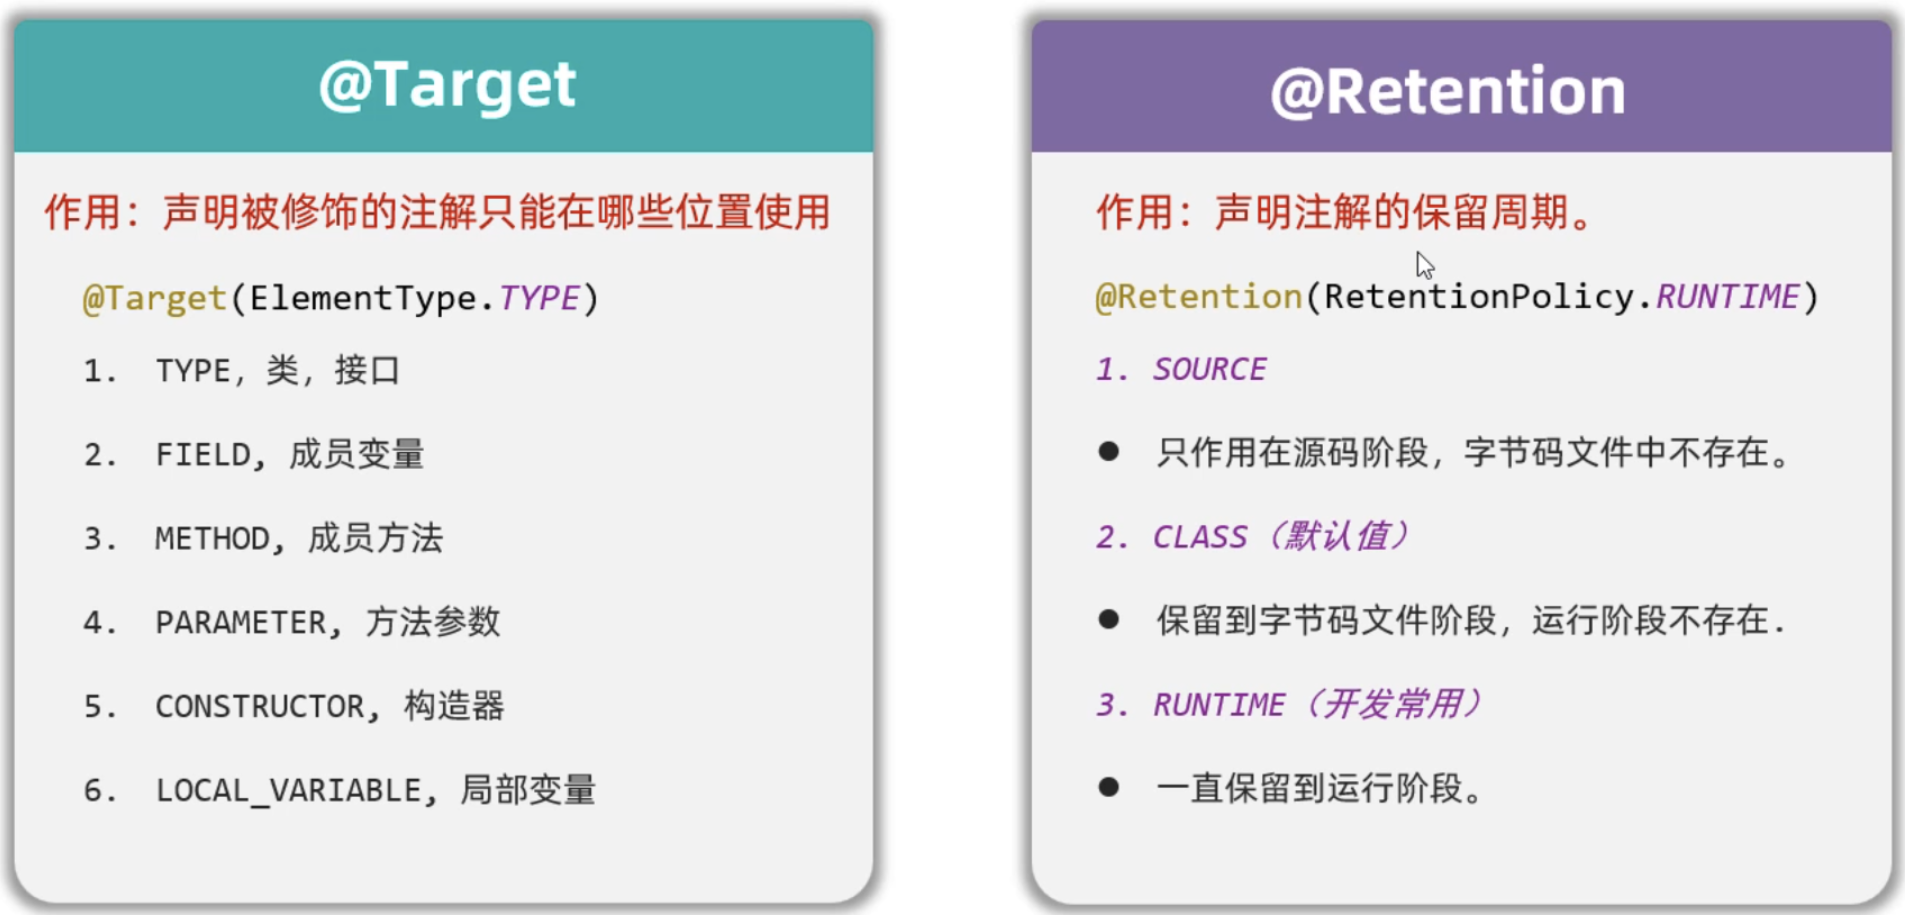 @Target
作用：声明被修饰的注解只能在哪些位置使用
@Target(ElementType.TYPE)
1. TYPE，类，接口
2. FIELD, 成员变量
3. METHOD, 成员方法
4. PARAMETER, 方法参数
5. CONSTRUCTOR, 构造器
6. LOCAL_VARIABLE, 局部变量
@Retention
作用：声明注解的保留周期。
@Retention(RetentionPolicy.RUNTIME)
1. SOURCE
● 只作用在源码阶段，字节码文件中不存在。
2. CLASS（默认值）
● 保留到字节码文件阶段，运行阶段不存在.
3. RUNTIME（开发常用）
● 一直保留到运行阶段。